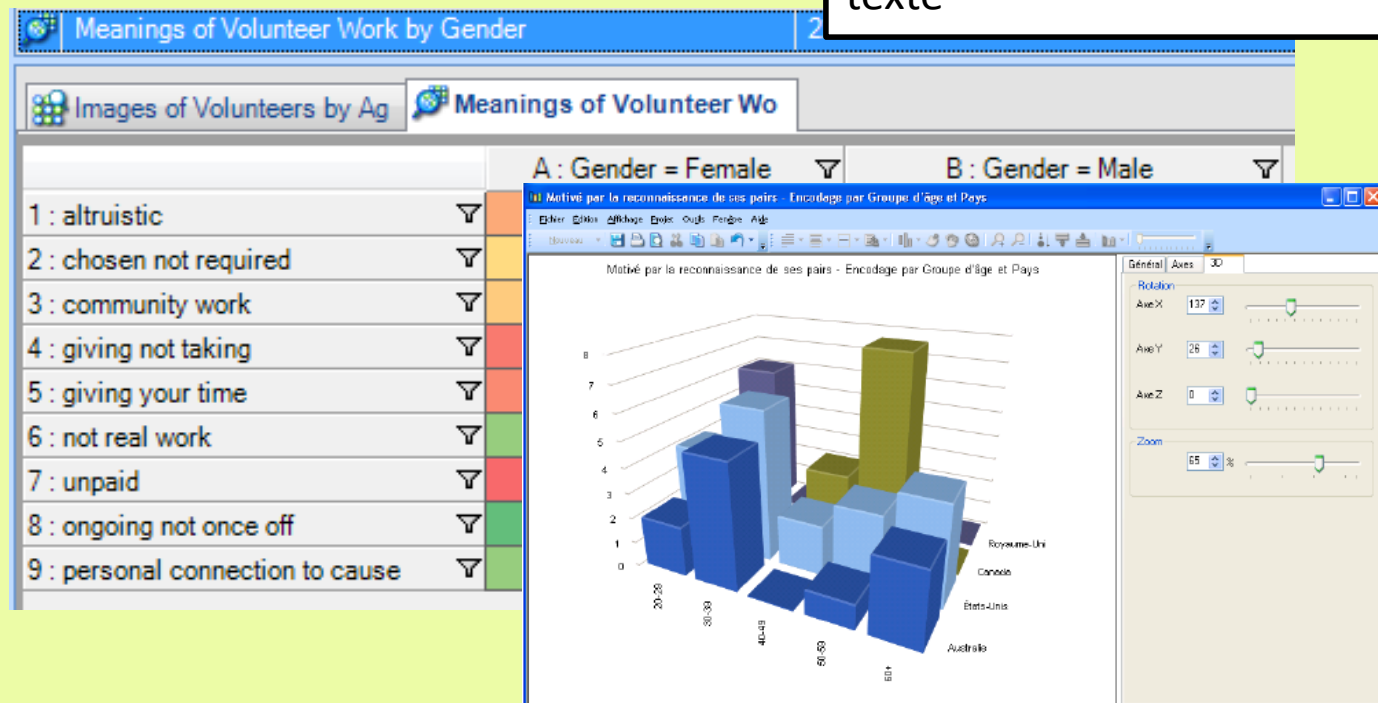 texte
Meanings of Volunteer Work by Gender 2
Images of Volunteers by Ag Meanings of Volunteer Wo
A : Gender = Female B : Gender = Male
1 : altruistic
2 : chosen not required
3 : community work
4 : giving not taking
5 : giving your time
6 : not real work
7 : unpaid
8 : ongoing not once off
9 : personal connection to cause
Motivé par la reconnaissance de ses pairs - Encodage par Groupe d'âge et Pays
Fichier Edition Affichage Projet Outils Fenêtre Aide
Nouveau
Motivé par la reconnaissance de ses pairs - Encodage par Groupe d'âge et Pays
8
7
6
5
4
3
2
1
0
20-29
30-39
40-49
50-59
60+
Royaume-Uni
Canada
États-Unis
Australie
Général Axes 3D
Rotation
Axe X 137
Axe Y 26
Axe Z 0
Zoom
65 %